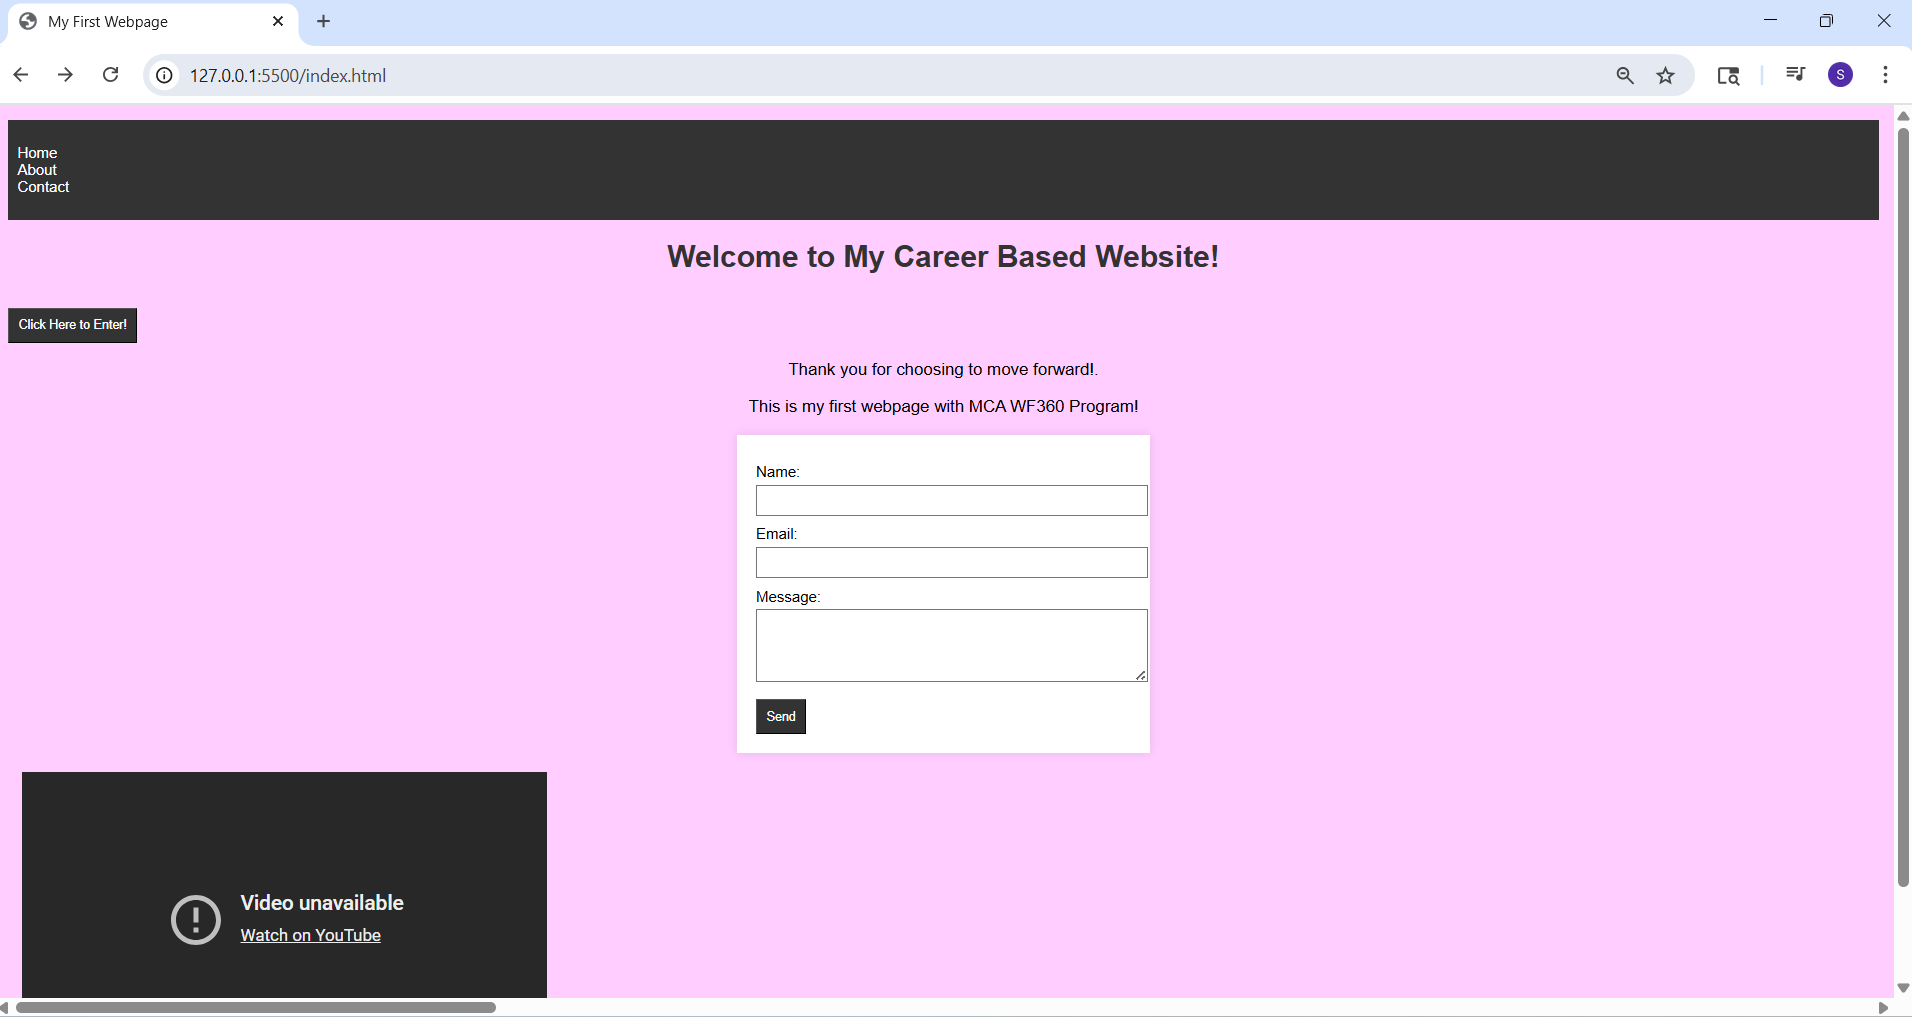 My First Webpage
127.0.0.1:5500/index.html
S
Home
About
Contact
Welcome to My Career Based Website!
Click Here to Enter!
Thank you for choosing to move forward!.
This is my first webpage with MCA WF360 Program!
Name:
Email:
Message:
Send
Video unavailable
Watch on YouTube